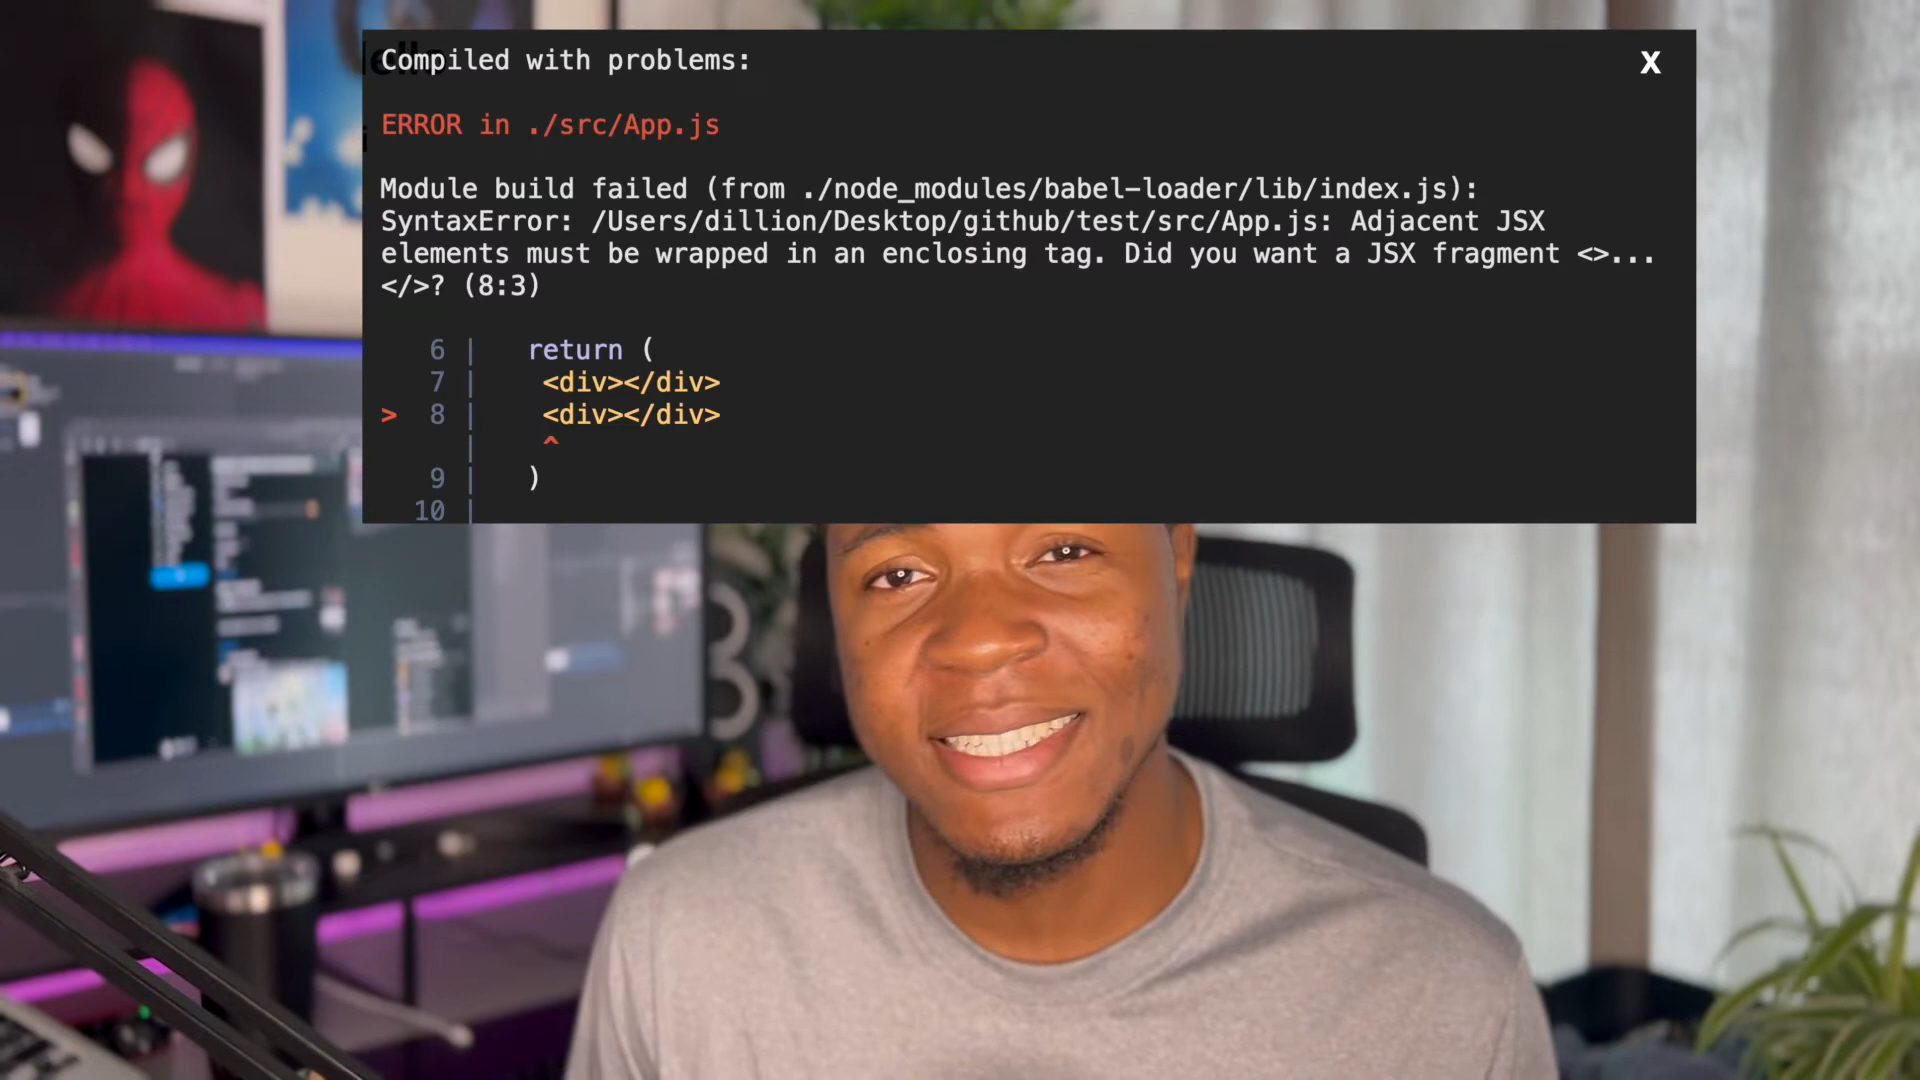 Compiled with problems:
X
ERROR in ./src/App.js
Module build failed (from ./node_modules/babel-loader/lib/index.js):
SyntaxError: /Users/dillion/Desktop/github/test/src/App.js: Adjacent JSX
elements must be wrapped in an enclosing tag. Did you want a JSX fragment <>...
</>? (8:3)
6 | return (
7 | <div></div>
> 8 | <div></div>
| ^
9 | )
10 |